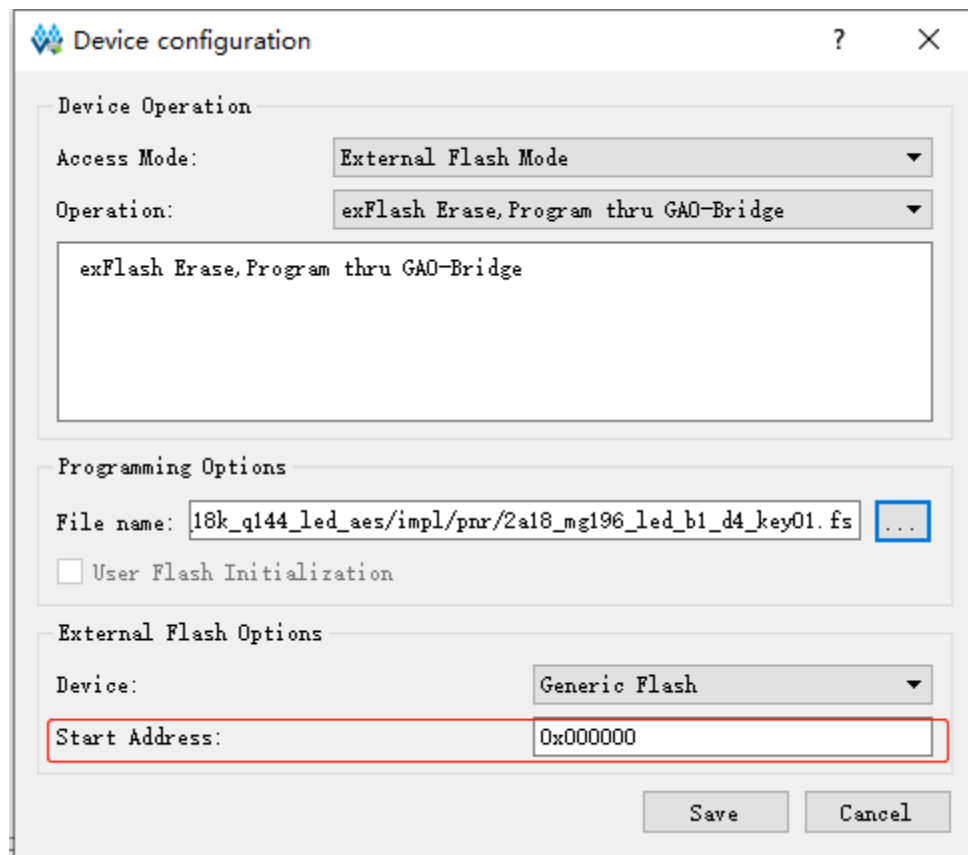 Device configuration
Device Operation
Access Mode: External Flash Mode
Operation: exFlash Erase,Program thru GAO-Bridge
exFlash Erase,Program thru GAO-Bridge
Programming Options
File name: 18k_q144_led_aes/impl/pnr/2a18_mg196_led_b1_d4_key01.fs ...
User Flash Initialization
External Flash Options
Device: Generic Flash
Start Address: 0x000000
Save Cancel